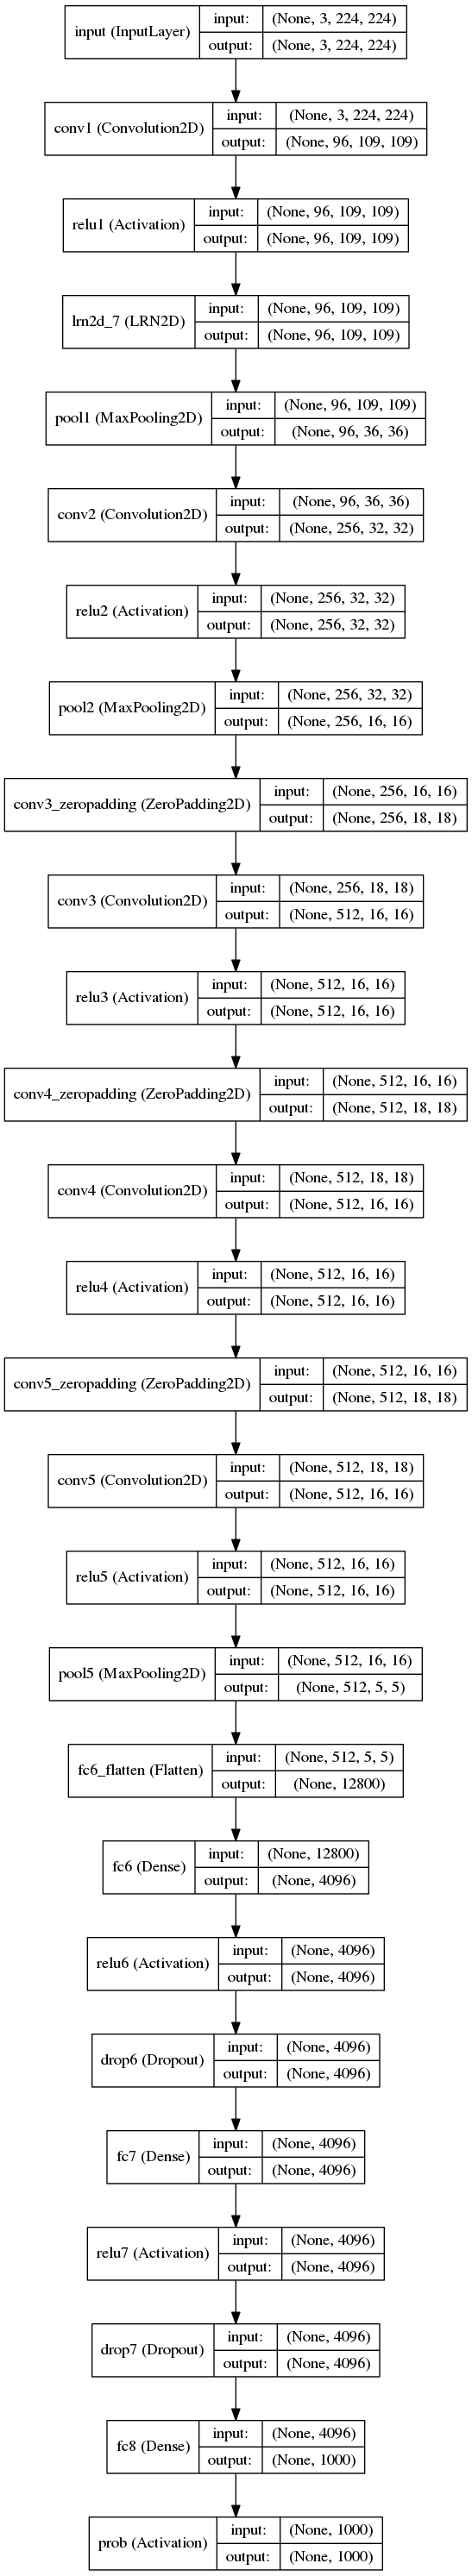 input (InputLayer)
input: (None, 3, 224, 224)
output: (None, 3, 224, 224)
conv1 (Convolution2D)
input: (None, 3, 224, 224)
output: (None, 96, 109, 109)
relu1 (Activation)
input: (None, 96, 109, 109)
output: (None, 96, 109, 109)
lrn2d_7 (LRN2D)
input: (None, 96, 109, 109)
output: (None, 96, 109, 109)
pool1 (MaxPooling2D)
input: (None, 96, 109, 109)
output: (None, 96, 36, 36)
conv2 (Convolution2D)
input: (None, 96, 36, 36)
output: (None, 256, 32, 32)
relu2 (Activation)
input: (None, 256, 32, 32)
output: (None, 256, 32, 32)
pool2 (MaxPooling2D)
input: (None, 256, 32, 32)
output: (None, 256, 16, 16)
conv3_zeropadding (ZeroPadding2D)
input: (None, 256, 16, 16)
output: (None, 256, 18, 18)
conv3 (Convolution2D)
input: (None, 256, 18, 18)
output: (None, 512, 16, 16)
relu3 (Activation)
input: (None, 512, 16, 16)
output: (None, 512, 16, 16)
conv4_zeropadding (ZeroPadding2D)
input: (None, 512, 16, 16)
output: (None, 512, 18, 18)
conv4 (Convolution2D)
input: (None, 512, 18, 18)
output: (None, 512, 16, 16)
relu4 (Activation)
input: (None, 512, 16, 16)
output: (None, 512, 16, 16)
conv5_zeropadding (ZeroPadding2D)
input: (None, 512, 16, 16)
output: (None, 512, 18, 18)
conv5 (Convolution2D)
input: (None, 512, 18, 18)
output: (None, 512, 16, 16)
relu5 (Activation)
input: (None, 512, 16, 16)
output: (None, 512, 16, 16)
pool5 (MaxPooling2D)
input: (None, 512, 16, 16)
output: (None, 512, 5, 5)
fc6_flatten (Flatten)
input: (None, 512, 5, 5)
output: (None, 12800)
fc6 (Dense)
input: (None, 12800)
output: (None, 4096)
relu6 (Activation)
input: (None, 4096)
output: (None, 4096)
drop6 (Dropout)
input: (None, 4096)
output: (None, 4096)
fc7 (Dense)
input: (None, 4096)
output: (None, 4096)
relu7 (Activation)
input: (None, 4096)
output: (None, 4096)
drop7 (Dropout)
input: (None, 4096)
output: (None, 4096)
fc8 (Dense)
input: (None, 4096)
output: (None, 1000)
prob (Activation)
input: (None, 1000)
output: (None, 1000)